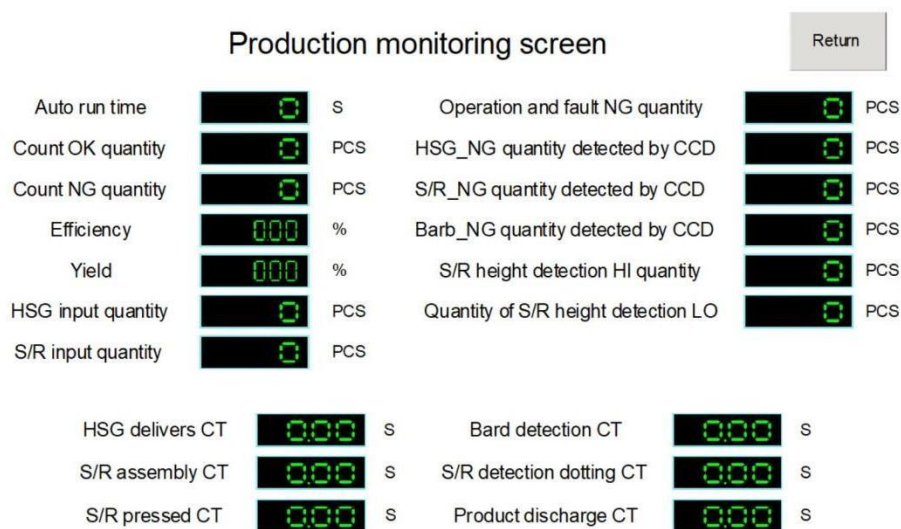 Production monitoring screen
Return
Auto run time 0 S Operation and fault NG quantity 0 PCS
Count OK quantity 0 PCS HSG_NG quantity detected by CCD 0 PCS
Count NG quantity 0 PCS S/R_NG quantity detected by CCD 0 PCS
Efficiency 000 % Barb_NG quantity detected by CCD 0 PCS
Yield 000 % S/R height detection HI quantity 0 PCS
HSG input quantity 0 PCS Quantity of S/R height detection LO 0 PCS
S/R input quantity 0 PCS
HSG delivers CT 0.00 S Bard detection CT 0.00 S
S/R assembly CT 0.00 S S/R detection dotting CT 0.00 S
S/R pressed CT 0.00 S Product discharge CT 0.00 S